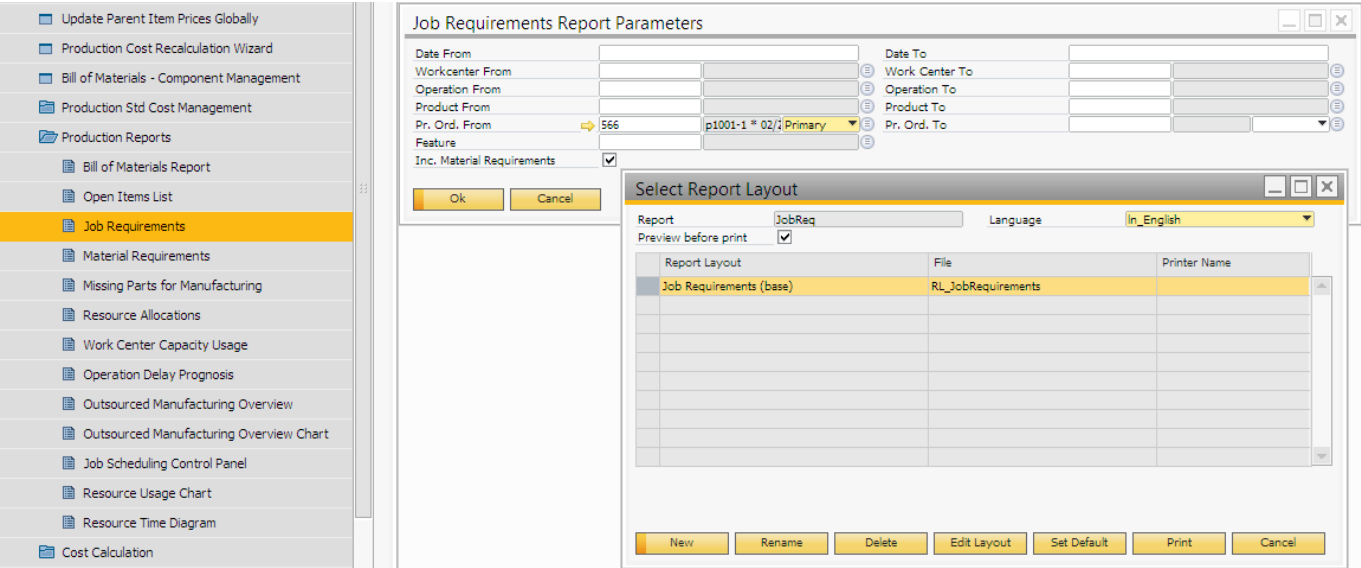 Update Parent Item Prices Globally
Production Cost Recalculation Wizard
Bill of Materials - Component Management
Production Std Cost Management
Production Reports
Bill of Materials Report
Open Items List
Job Requirements
Material Requirements
Missing Parts for Manufacturing
Resource Allocations
Work Center Capacity Usage
Operation Delay Prognosis
Outsourced Manufacturing Overview
Outsourced Manufacturing Overview Chart
Job Scheduling Control Panel
Resource Usage Chart
Resource Time Diagram
Cost Calculation
Job Requirements Report Parameters
Date From Date To
Workcenter From Work Center To
Operation From Operation To
Product From Product To
Pr. Ord. From 566 p1001-1 * 02/2 Primary Pr. Ord. To
Feature
Inc. Material Requirements
Ok Cancel
Select Report Layout
Report JobReq Language ln_English
Preview before print
Report Layout File Printer Name
Job Requirements (base) RL_JobRequirements
New Rename Delete Edit Layout Set Default Print Cancel